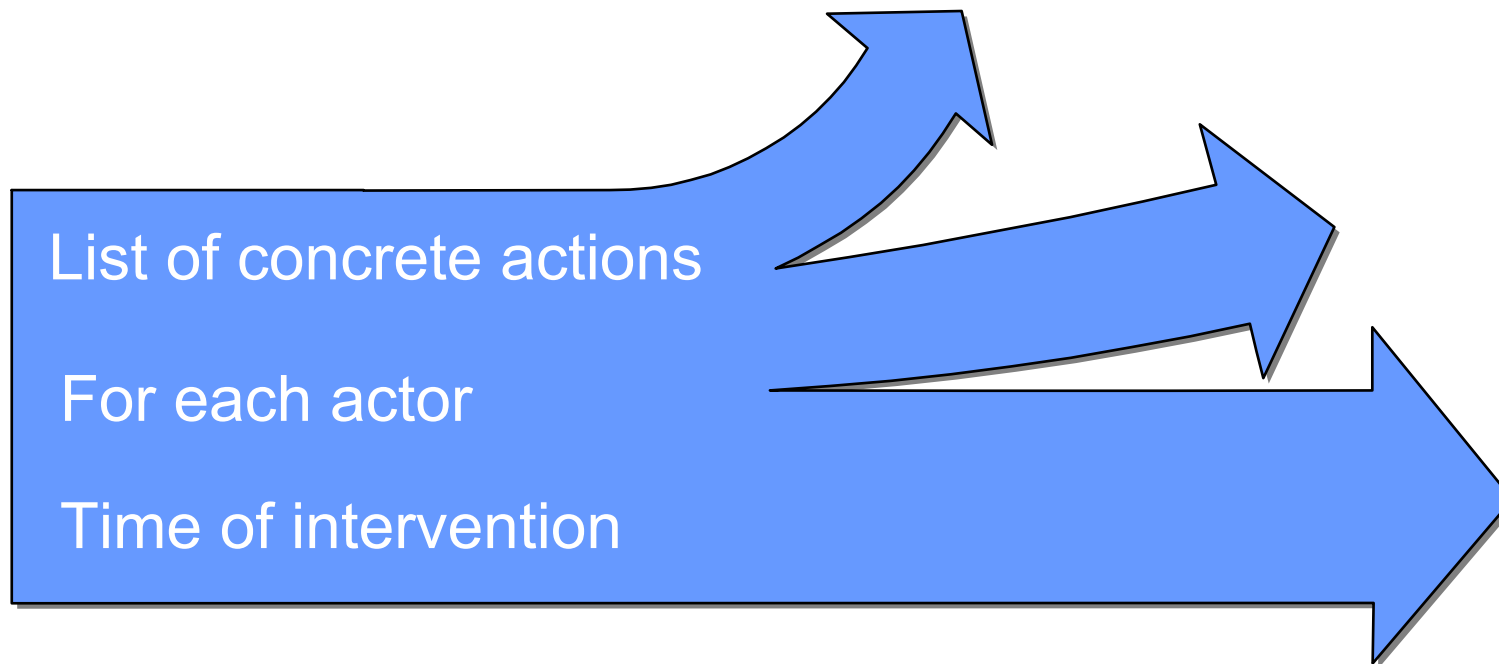 List of concrete actions
For each actor
Time of intervention